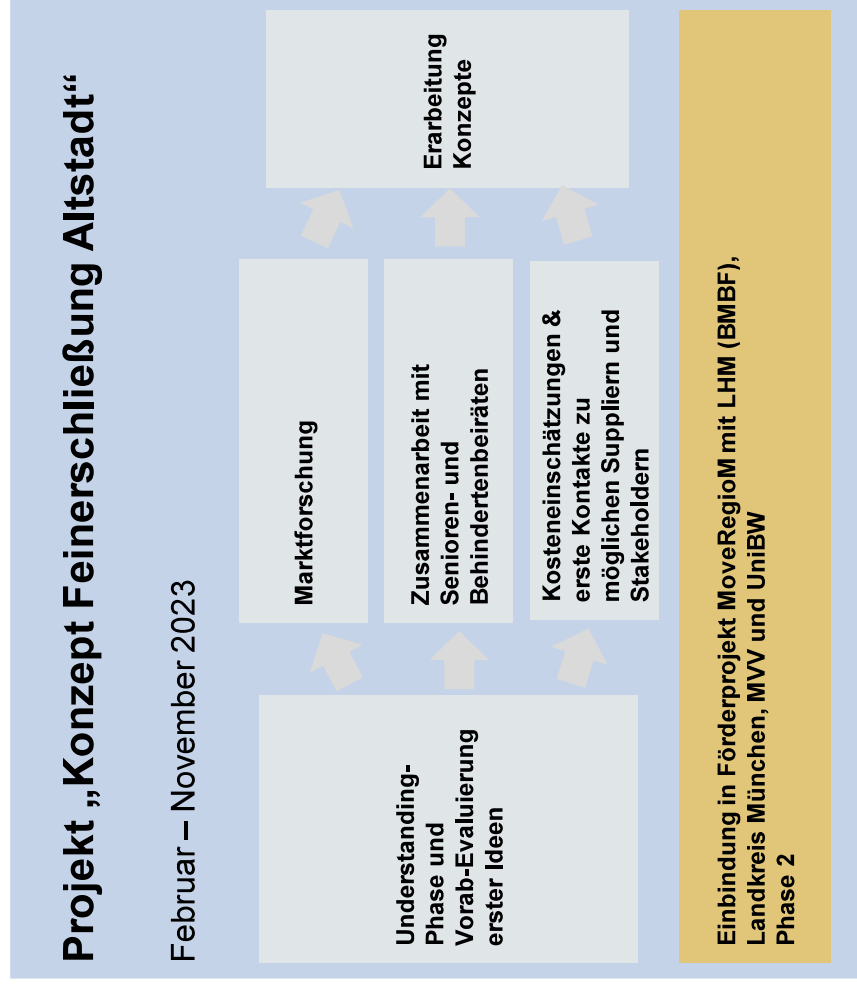 Projekt „Konzept Feinerschließung Altstadt“
Februar – November 2023
Understanding-
Phase und
Vorab-Evaluierung
erster Ideen
Marktforschung
Zusammenarbeit mit
Senioren- und
Behindertenbeiräten
Kosteneinschätzungen &
erste Kontakte zu
möglichen Suppliern und
Stakeholdern
Erarbeitung
Konzepte
Einbindung in Förderprojekt MoveRegioM mit LHM (BMBF),
Landkreis München, MVV und UniBW
Phase 2